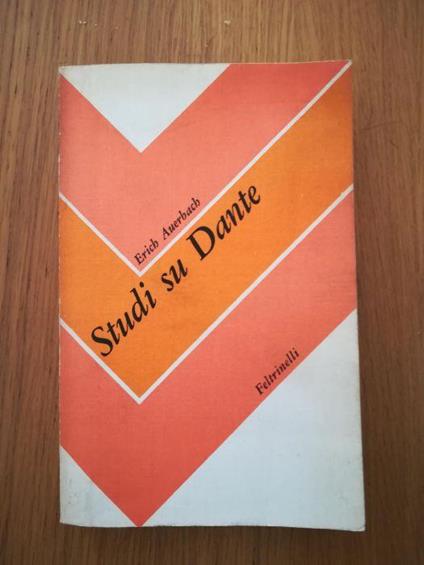 Erich Auerbach
Studi su Dante
Feltrinelli